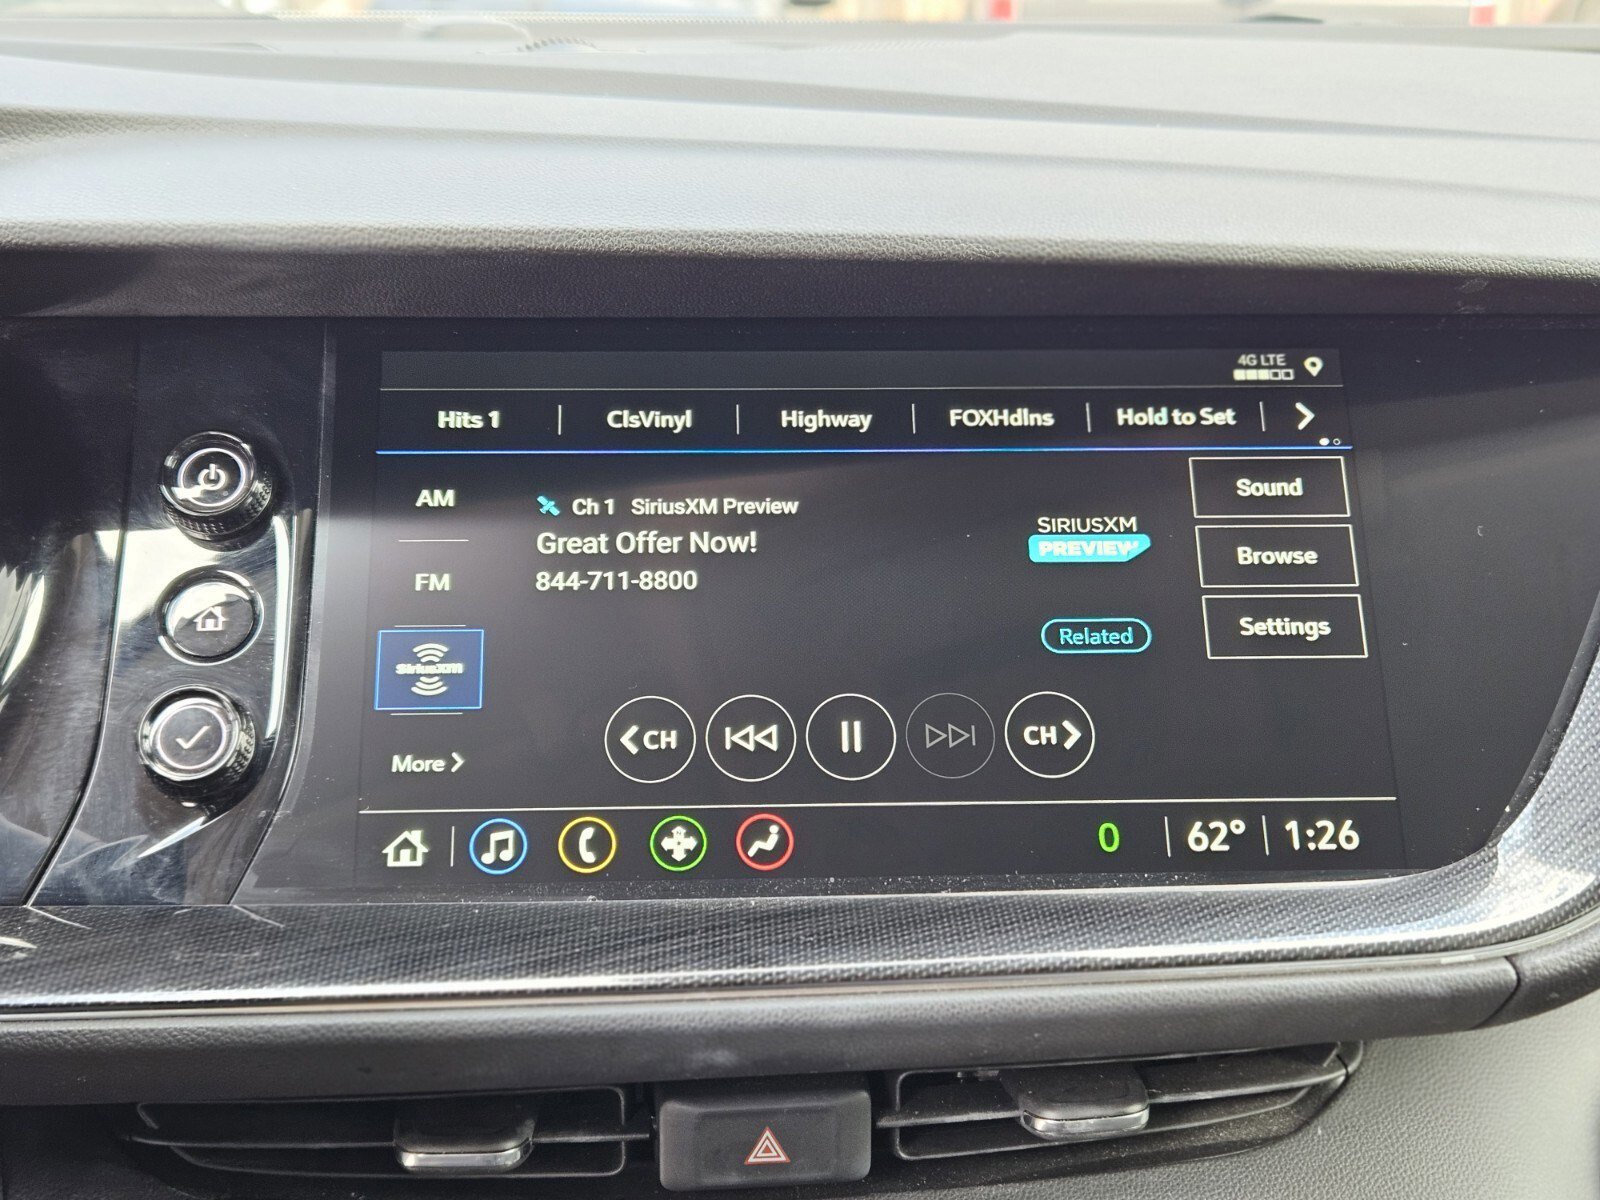 4G LTE
Hits 1
ClsVinyl
Highway
FOXHdlns
Hold to Set
AM
Ch 1 SiriusXM Preview
Great Offer Now!
844-711-8800
SIRIUSXM
PREVIEW
Sound
Browse
Settings
FM
SiriusXM
Related
More
CH
CH
0
62°
1:26